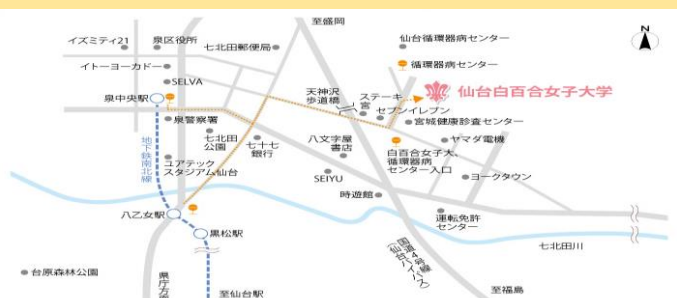 至盛岡
N
イズミティ21
泉区役所
七北田郵便局
仙台循環器病センター
イトーヨーカドー
循環器病センター
SELVA
天神沢
歩道橋
ステーキ
宮
仙台白百合女子大学
泉中央駅
セブンイレブン
宮城健康診査センター
泉警察署
七北田
公園
七十七
銀行
八文字屋
書店
白百合女子大、
循環器病
センター入口
ヤマダ電機
地下鉄南北線
ユアテック
スタジアム仙台
SEIYU
ヨークタウン
時遊館
八乙女駅
運転免許
センター
黒松駅
国道4号線
(仙台バイパス)
七北田川
台原森林公園
県庁方
至仙台駅
至福島